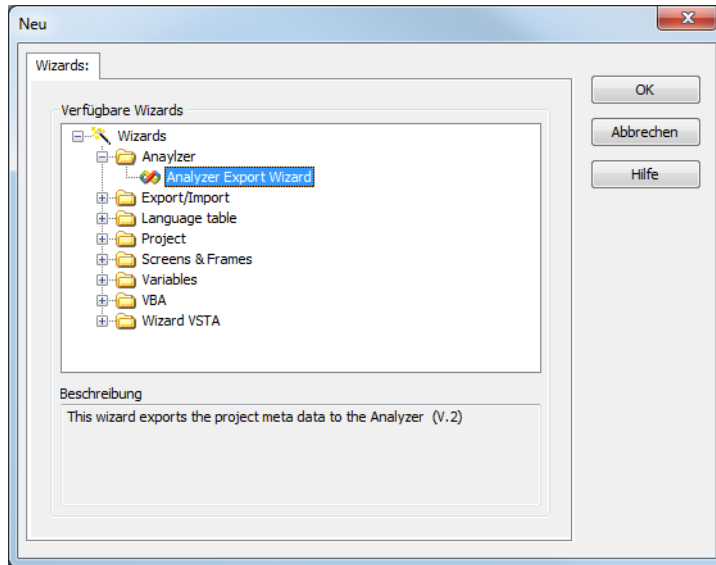 Neu
Wizards:
Verfügbare Wizards
Wizards
Anaylzer
Analyzer Export Wizard
Export/Import
Language table
Project
Screens & Frames
Variables
VBA
Wizard VSTA
Beschreibung
This wizard exports the project meta data to the Analyzer (V.2)
OK
Abbrechen
Hilfe